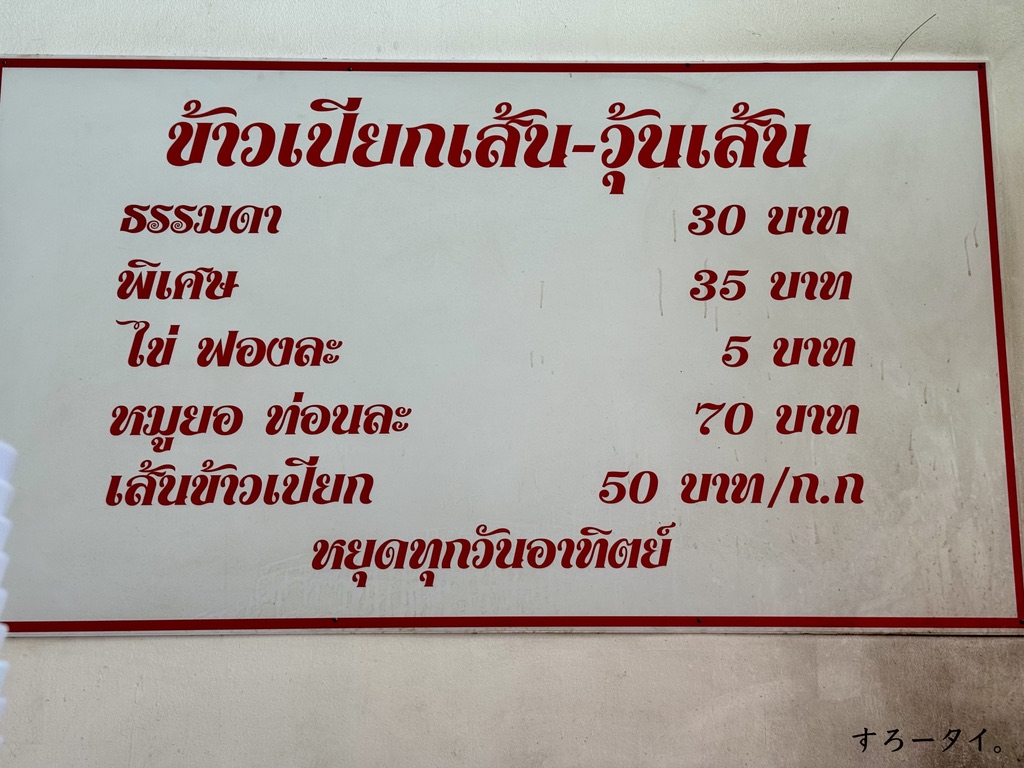 ข้าวเปียกเส้น-วุ้นเส้น
ธรรมดา 30 บาท
พิเศษ 35 บาท
ไข่ ฟองละ 5 บาท
หมูยอ ท่อนละ 70 บาท
เส้นข้าวเปียก 50 บาท/ก.ก
หยุดทุกวันอาทิตย์
すろータイ。